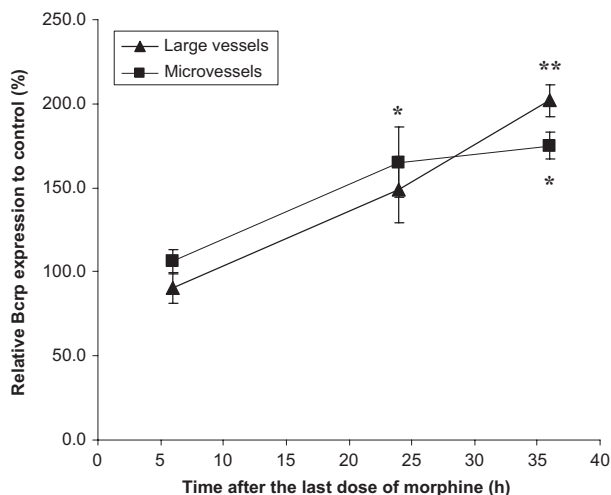 250.0
Large vessels
Microvessels
**
200.0
*
150.0
*
100.0
50.0
0.0
0 5 10 15 20 25 30 35 40
Relative Bcrp expression to control (%)
Time after the last dose of morphine (h)